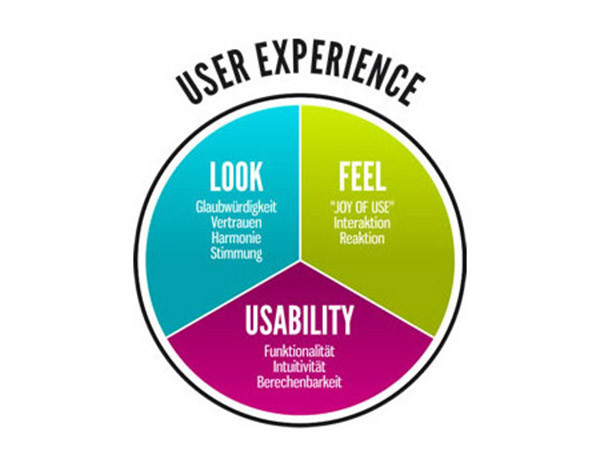 USER EXPERIENCE
LOOK
Glaubwürdigkeit
Vertrauen
Harmonie
Stimmung
FEEL
"JOY OF USE"
Interaktion
Reaktion
USABILITY
Funktionalität
Intuitivität
Berechenbarkeit